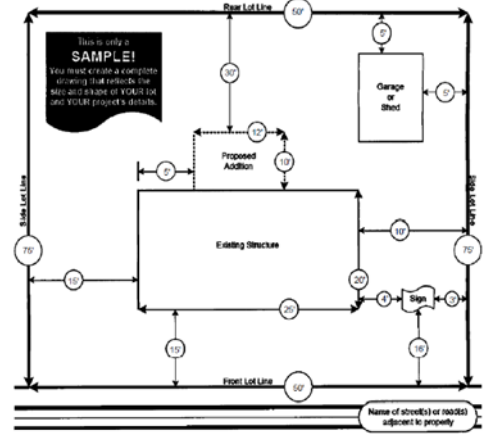 Rear Lot Line
50'
This is only a
SAMPLE!
You must create a complete
drawing that reflects the
size and shape of YOUR lot
and YOUR project's details.
5'
30'
Garage
or
Shed
5'
12'
Proposed
Addition
10'
5'
Side Lot Line
Side Lot Line
Existing Structure
10'
75'
75'
15'
20'
4'
Sign
3'
25'
15'
16'
Front Lot Line
50'
Name of street(s) or road(s)
adjacent to property